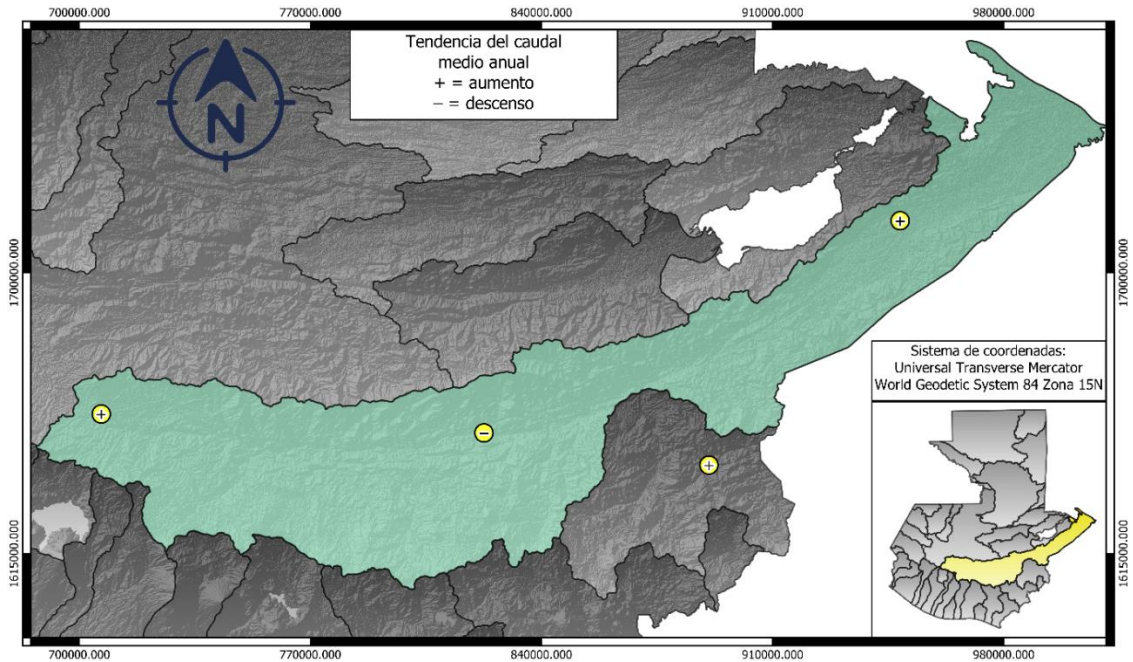 700000.000 770000.000 840000.000 910000.000 980000.000
Tendencia del caudal
medio anual
+ = aumento
− = descenso
N
1700000.000 1700000.000
Sistema de coordenadas:
Universal Transverse Mercator
World Geodetic System 84 Zona 15N
1615000.000 1615000.000
700000.000 770000.000 840000.000 910000.000 980000.000